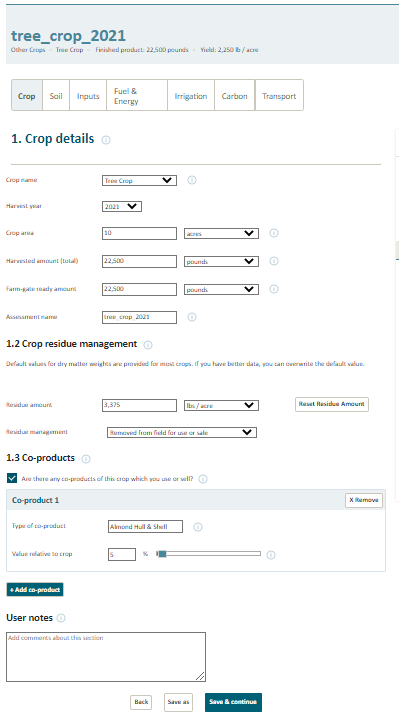 tree_crop_2021
Other Crops - Tree Crop - Finished product: 22,500 pounds - Yield: 2,250 lb / acre
Crop
Soil
Inputs
Fuel &
Energy
Irrigation
Carbon
Transport
1. Crop details
Crop name
Tree Crop
Harvest year
2021
Crop area
10
acres
Harvested amount (total)
22,500
pounds
Farm-gate ready amount
22,500
pounds
Assessment name
tree_crop_2021
1.2 Crop residue management
Default values for dry matter weights are provided for most crops. If you have better data, you can overwrite the default value.
Residue amount
3,375
lbs / acre
Reset Residue Amount
Residue management
Removed from field for use or sale
1.3 Co-products
Are there any co-products of this crop which you use or sell?
Co-product 1
X Remove
Type of co-product
Almond Hull & Shell
Value relative to crop
5
%
+ Add co-product
User notes
Add comments about this section
Back
Save as
Save & continue